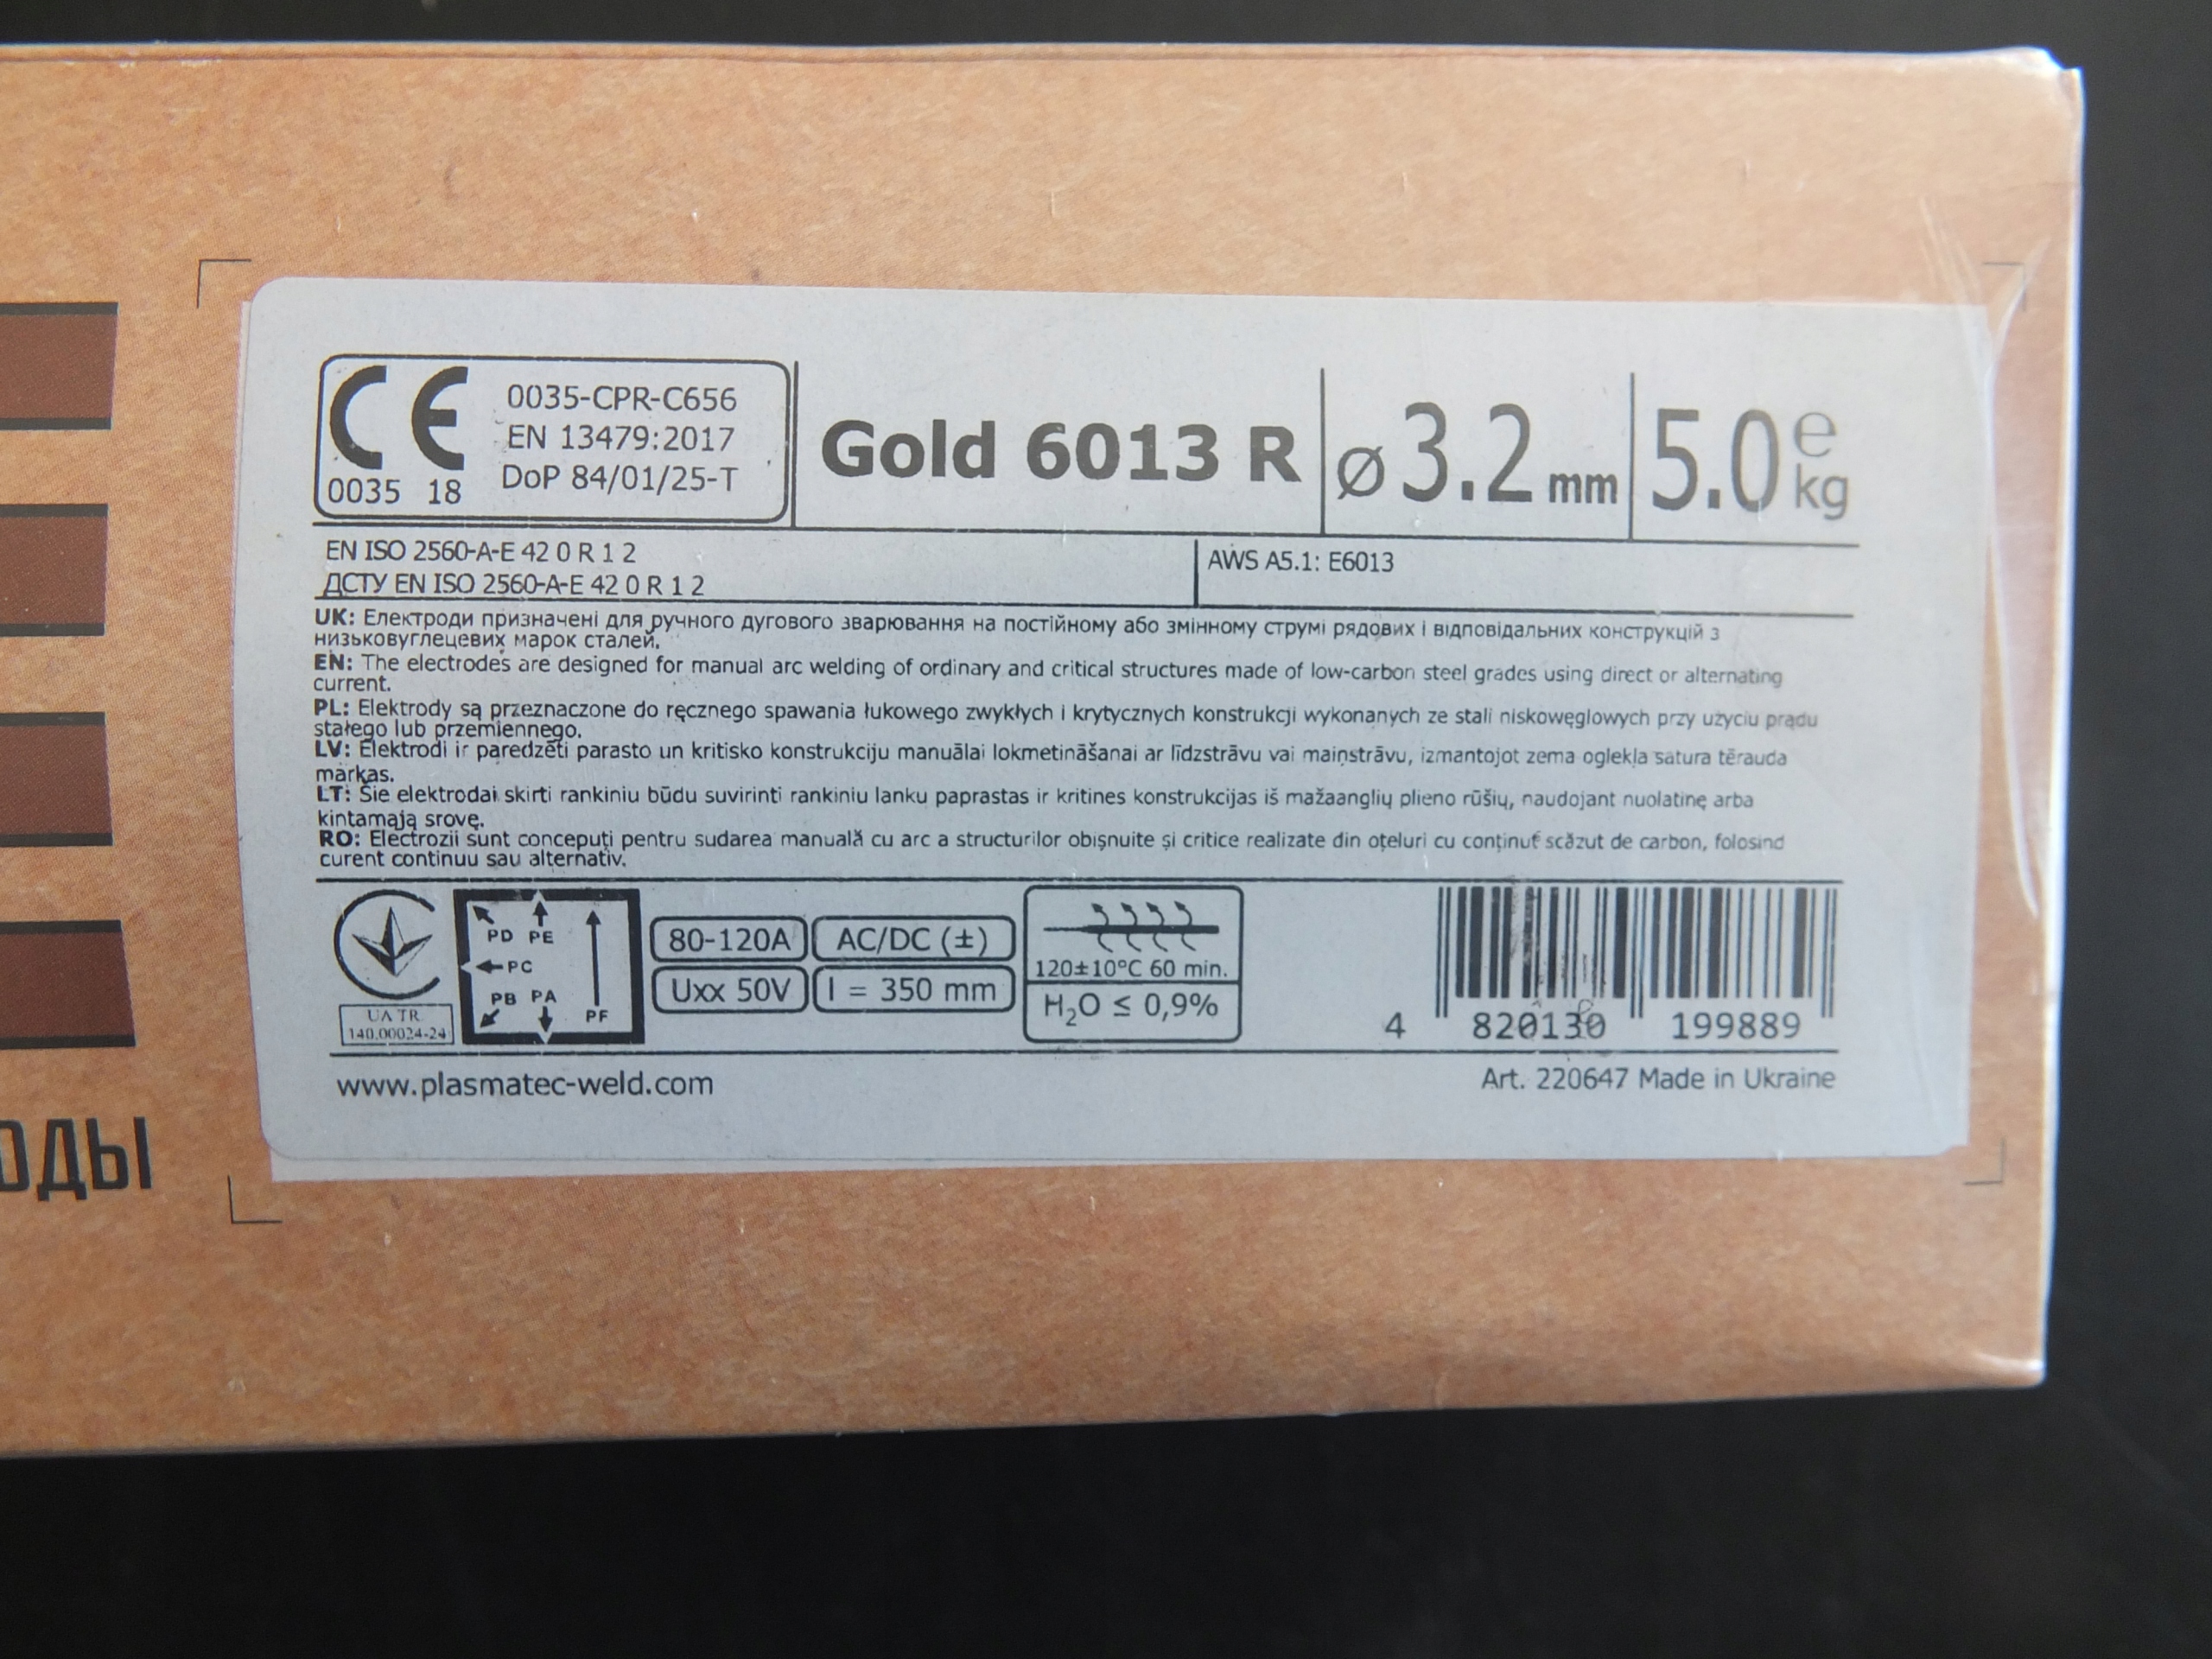 0035-CPR-C656
EN 13479:2017
DoP 84/01/25-T
CE
0035 18
Gold 6013 R
ø 3.2 mm
5.0 e kg
EN ISO 2560-A-E 42 0 R 1 2
ДСТУ EN ISO 2560-A-E 42 0 R 1 2
AWS A5.1: E6013
UK: Електроди призначені для ручного дугового зварювання на постійному або змінному струмі рядових і відповідальних конструкцій з
низьковуглецевих марок сталей.
EN: The electrodes are designed for manual arc welding of ordinary and critical structures made of low-carbon steel grades using direct or alternating
current.
PL: Elektrody są przeznaczone do ręcznego spawania łukowego zwykłych i krytycznych konstrukcji wykonanych ze stali niskowęglowych przy użyciu prądu
stałego lub przemiennego.
LV: Elektrodi ir paredzēti parasto un kritisko konstrukciju manuālai lokmetināšanai ar līdzstrāvu vai maiņstrāvu, izmantojot zema oglekļa satura tērauda
markas.
LT: Šie elektrodai skirti rankiniu būdu suvirinti rankiniu lanku paprastas ir kritines konstrukcijas iš mažaanglių plieno rūšių, naudojant nuolatinę arba
kintamąją srovę.
RO: Electrozii sunt concepuți pentru sudarea manuală cu arc a structurilor obișnuite și critice realizate din oțeluri cu conținut scăzut de carbon, folosind
curent continuu sau alternativ.
UA TR
140.00024-24
PD PE
PC
PB PA
PF
80-120A
AC/DC (±)
Uxx 50V
I = 350 mm
120±10°C 60 min.
H₂O ≤ 0,9%
4 820130 199889
www.plasmatec-weld.com
Art. 220647 Made in Ukraine
ОДЫ